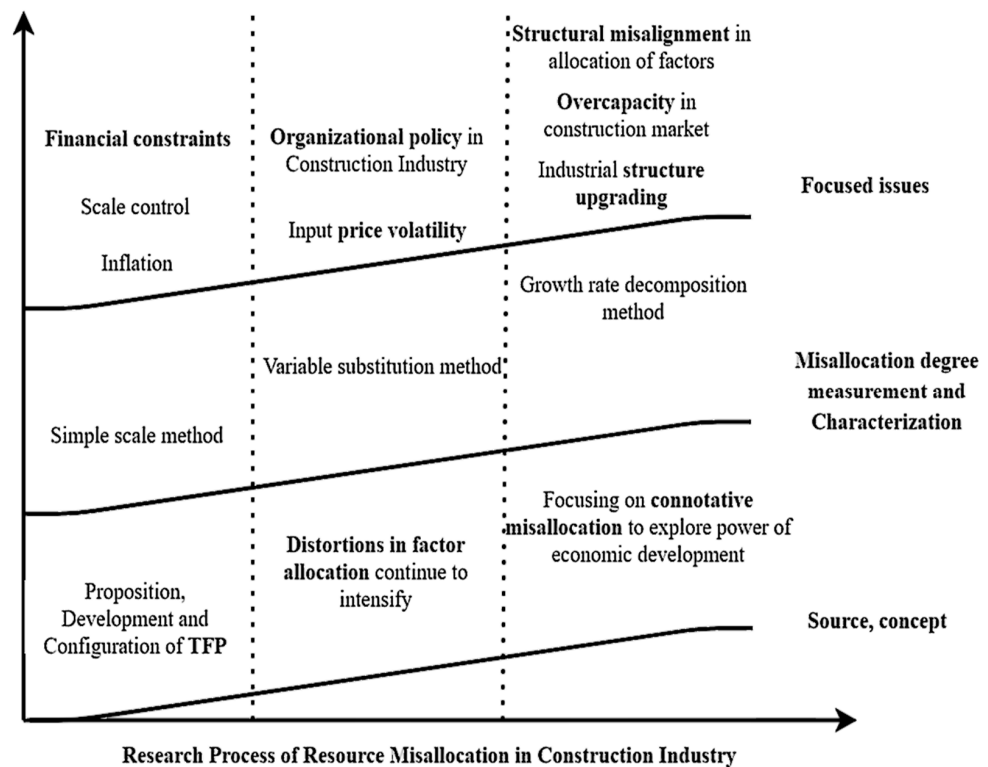 Structural misalignment in
allocation of factors
Overcapacity in
construction market
Industrial structure
upgrading
Financial constraints
Scale control
Inflation
Organizational policy in
Construction Industry
Input price volatility
Focused issues
Growth rate decomposition
method
Variable substitution method
Simple scale method
Misallocation degree
measurement and
Characterization
Focusing on connotative
misallocation to explore power of
economic development
Distortions in factor
allocation continue to
intensify
Proposition,
Development and
Configuration of TFP
Source, concept
Research Process of Resource Misallocation in Construction Industry